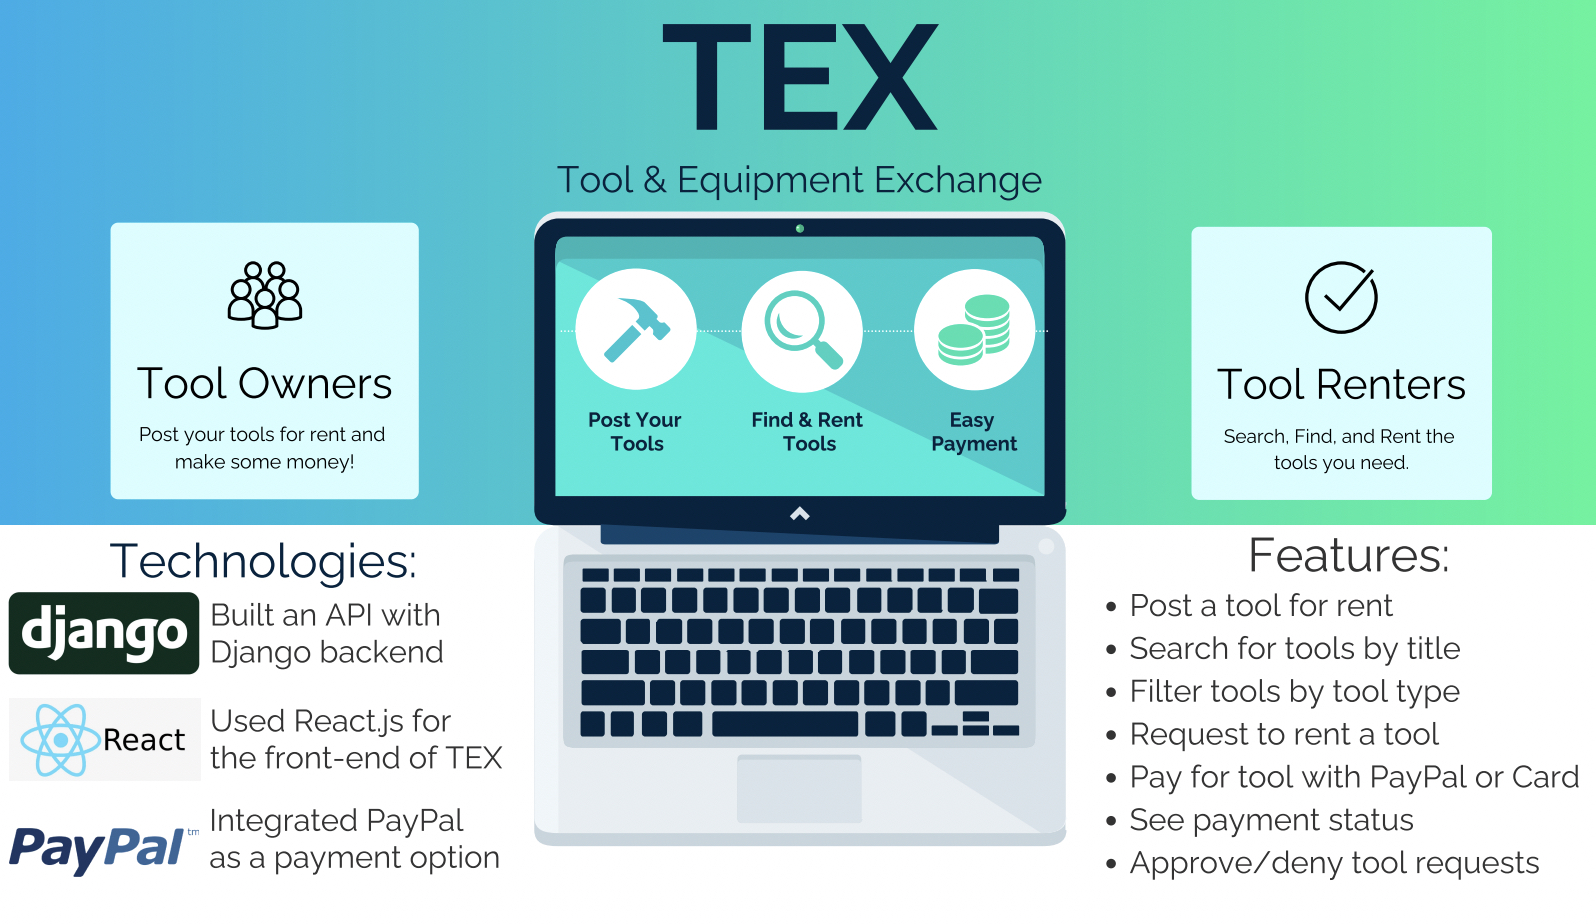 TEX
Tool & Equipment Exchange
Tool Owners
Post your tools for rent and
make some money!
Post Your
Tools
Find & Rent
Tools
Easy
Payment
Tool Renters
Search, Find, and Rent the
tools you need.
Technologies:
django
Built an API with
Django backend
React
Used React.js for
the front-end of TEX
PayPal™
Integrated PayPal
as a payment option
Features:
• Post a tool for rent
• Search for tools by title
• Filter tools by tool type
• Request to rent a tool
• Pay for tool with PayPal or Card
• See payment status
• Approve/deny tool requests